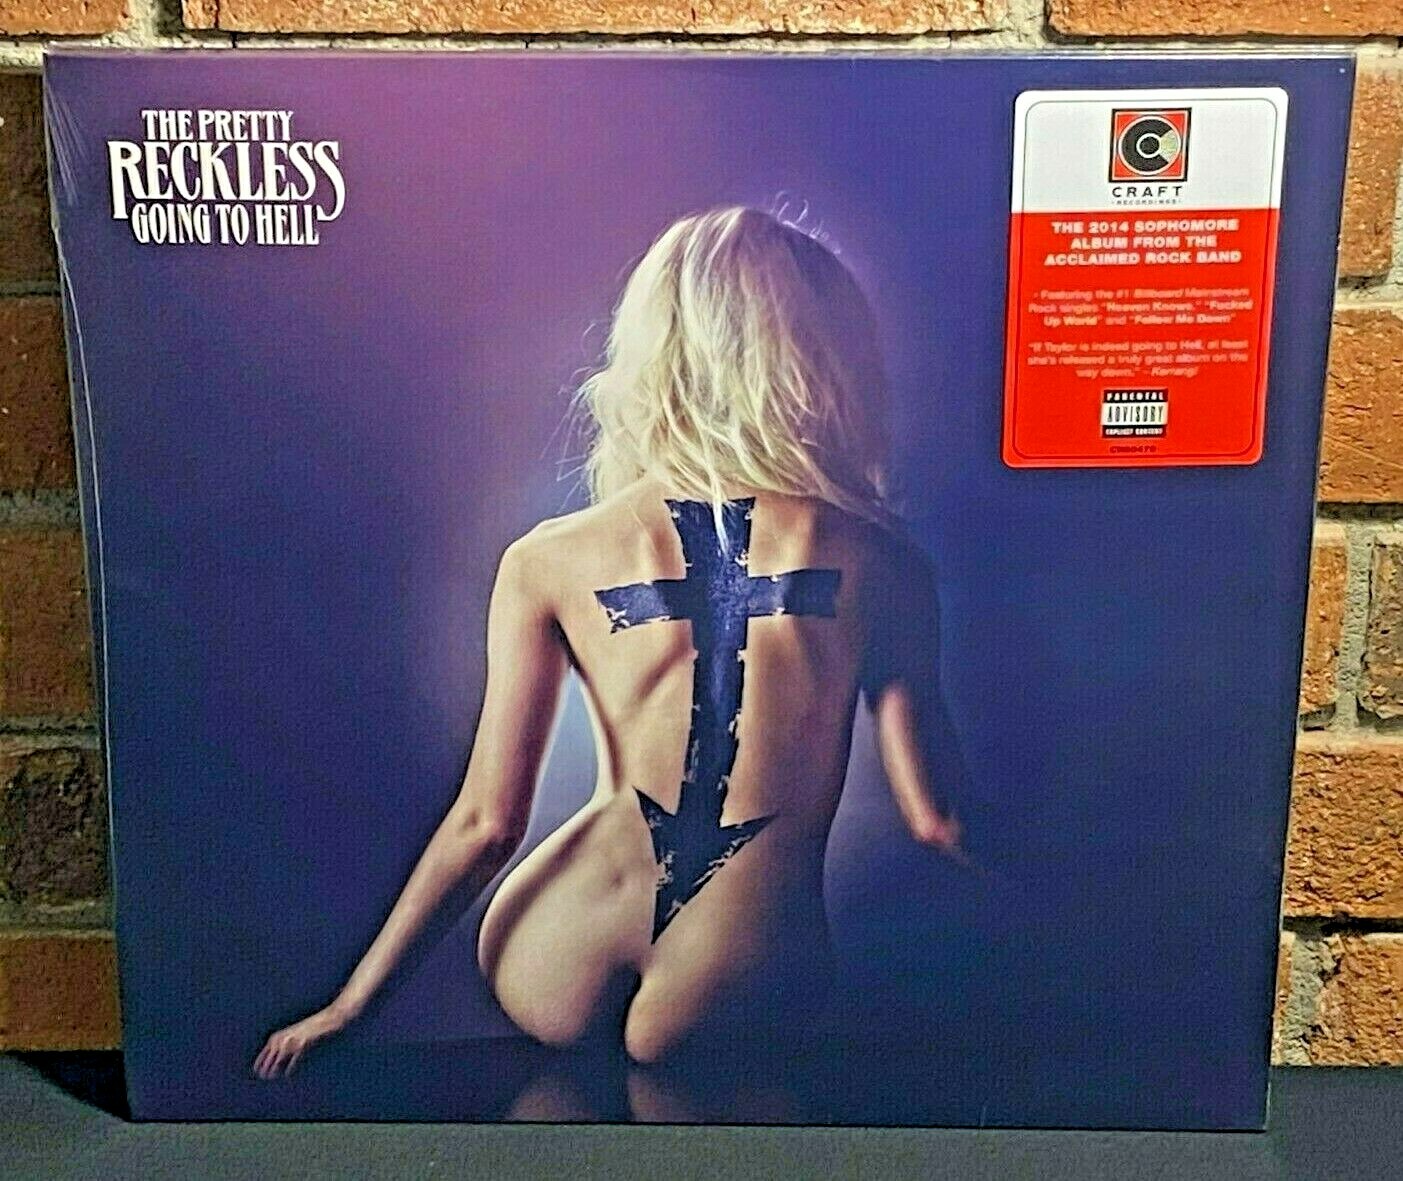 THE PRETTY
RECKLESS
GOING TO HELL
C
CRAFT
RECORDINGS
THE 2014 SOPHOMORE
ALBUM FROM THE
ACCLAIMED ROCK BAND
• Featuring the #1 Billboard Mainstream
Rock singles "Heaven Knows," "Fucked
Up World" and "Follow Me Down"
"If Taylor is indeed going to Hell, at least
she's released a truly great album on the
way down." – Kerrang!
PARENTAL
ADVISORY
EXPLICIT CONTENT